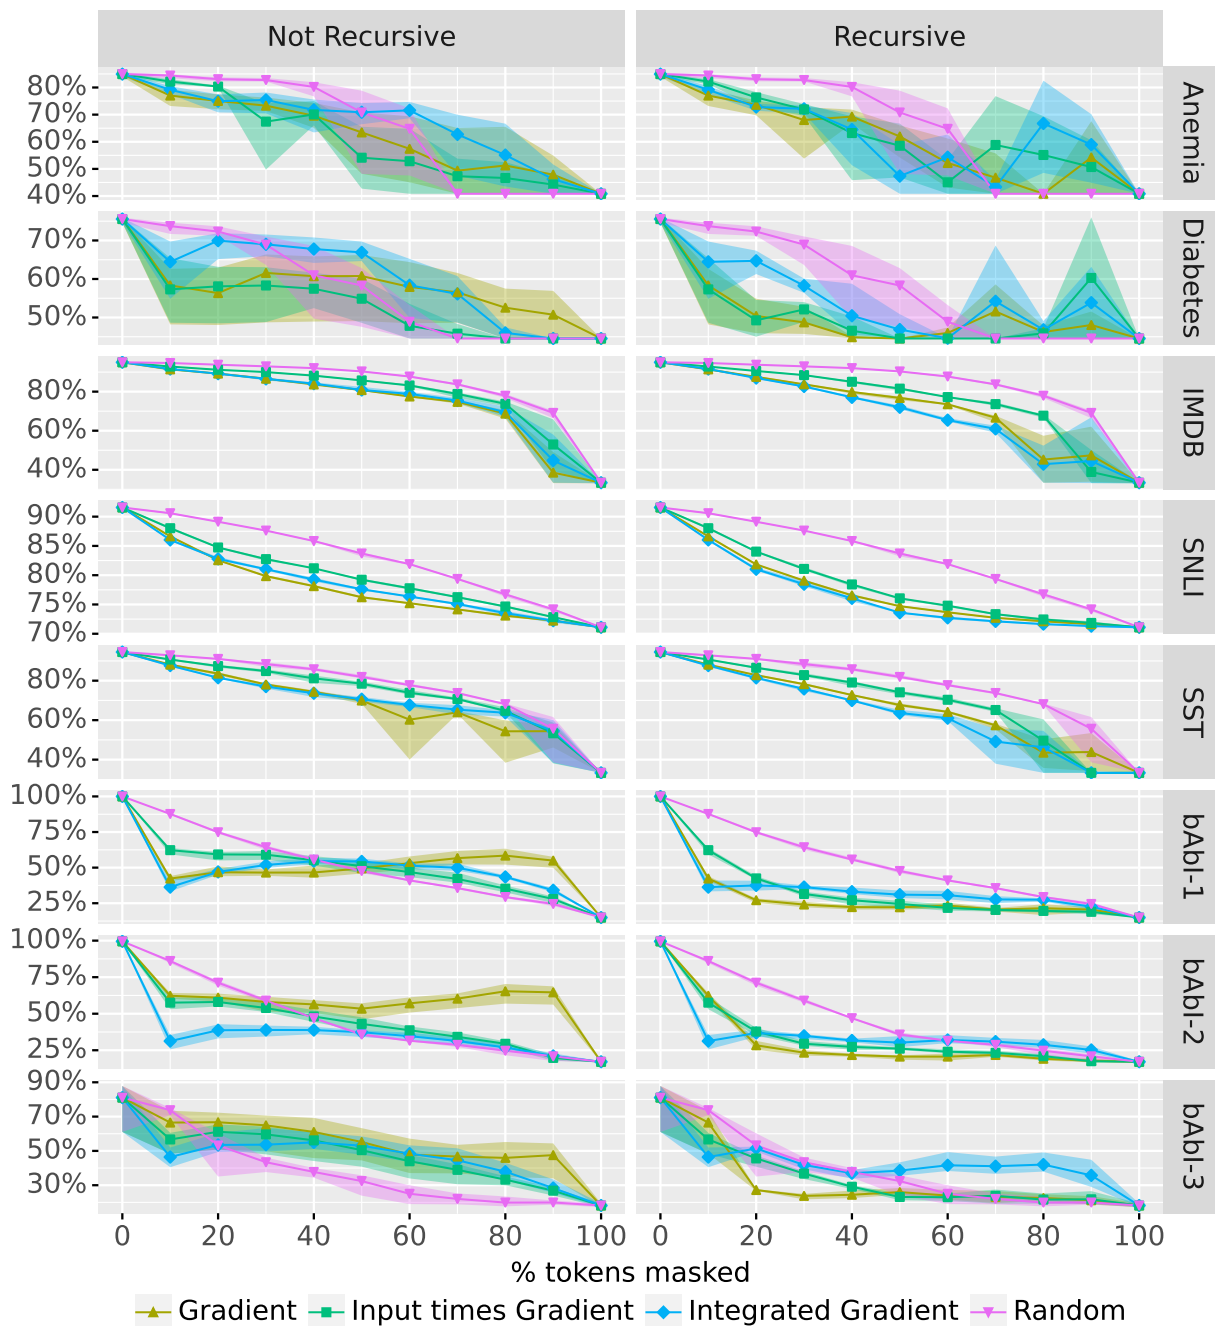 Not Recursive
Recursive
80%
70%
60%
50%
40%
Anemia
70%
60%
50%
Diabetes
80%
60%
40%
IMDB
90%
85%
80%
75%
70%
SNLI
80%
60%
40%
SST
100%
75%
50%
25%
bAbI-1
100%
75%
50%
25%
bAbI-2
90%
70%
50%
30%
bAbI-3
0 20 40 60 80 100 0 20 40 60 80 100
% tokens masked
Gradient Input times Gradient Integrated Gradient Random